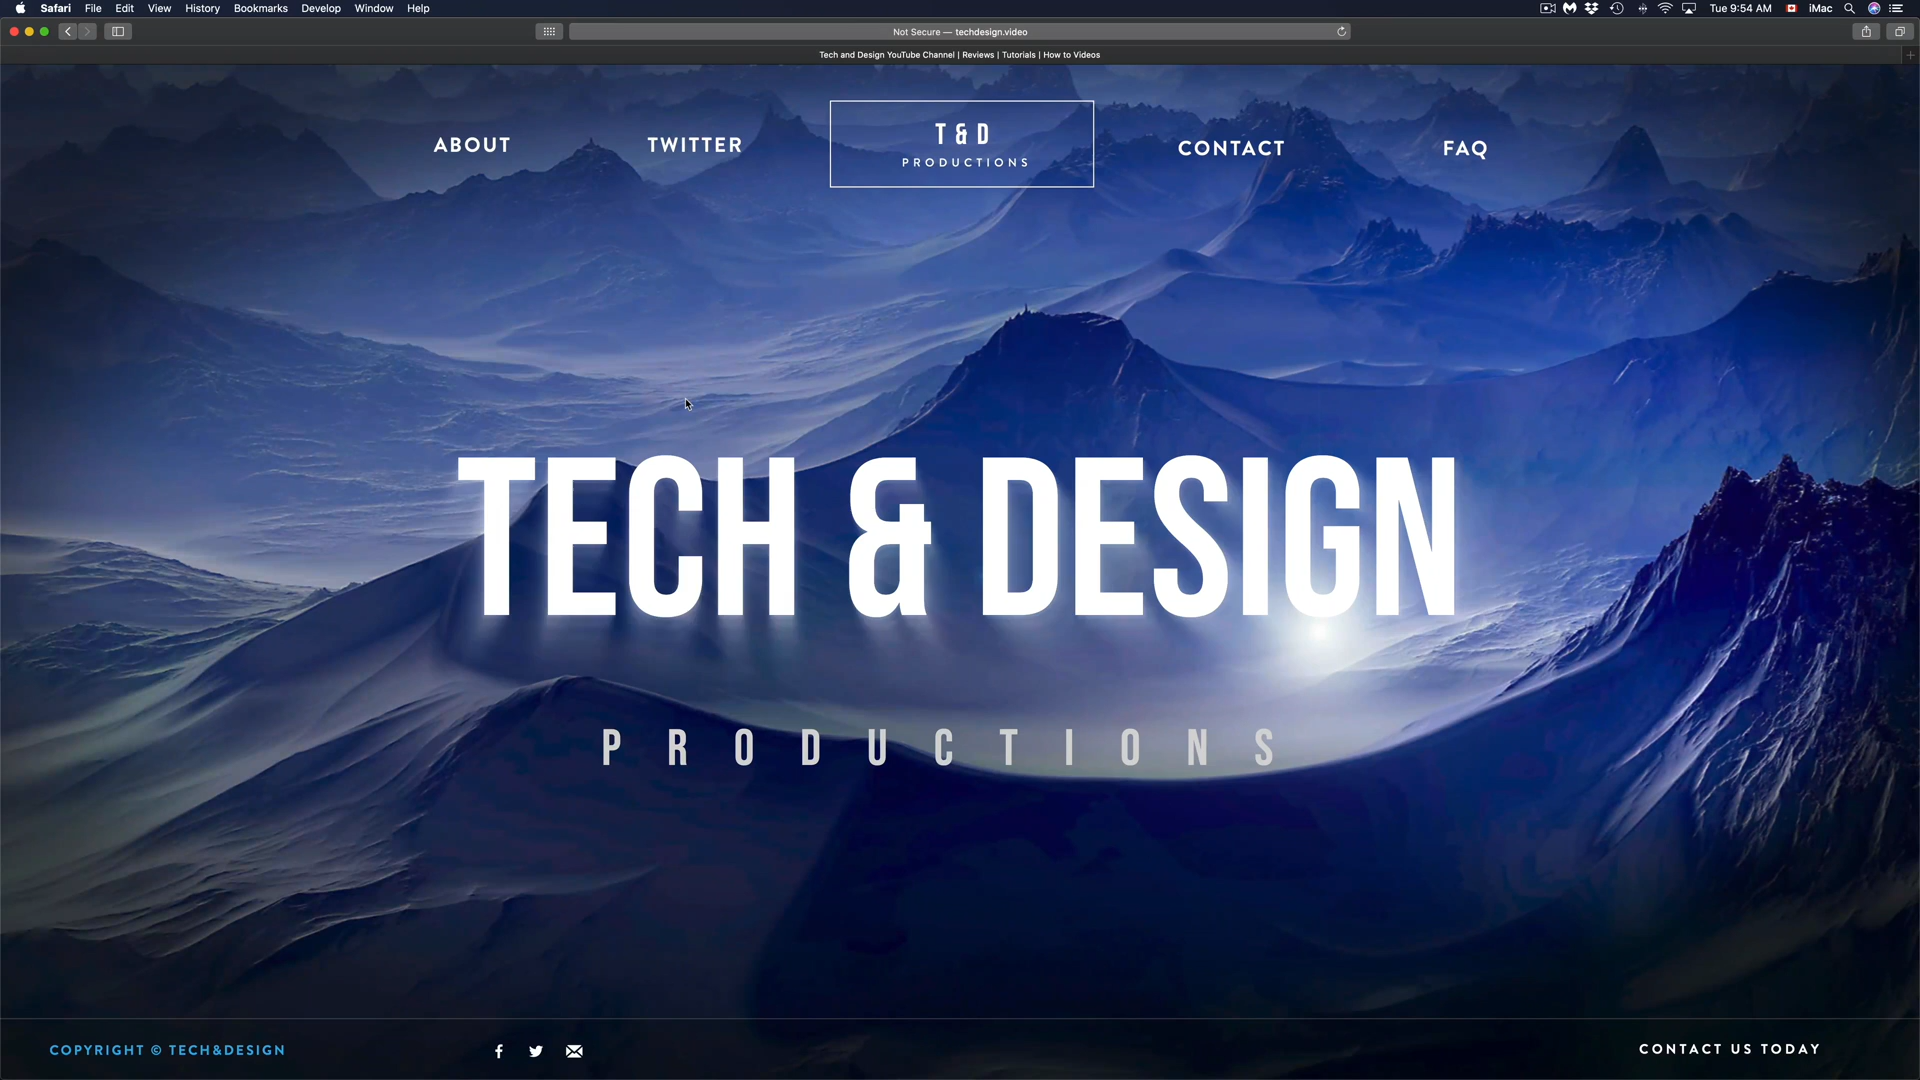 Safari File Edit View History Bookmarks Develop Window Help Tue 9:54 AM iMac
Not Secure — techdesign.video
Tech and Design YouTube Channel | Reviews | Tutorials | How to Videos
ABOUT TWITTER T & D CONTACT FAQ
PRODUCTIONS
TECH & DESIGN
PRODUCTIONS
COPYRIGHT © TECH&DESIGN CONTACT US TODAY